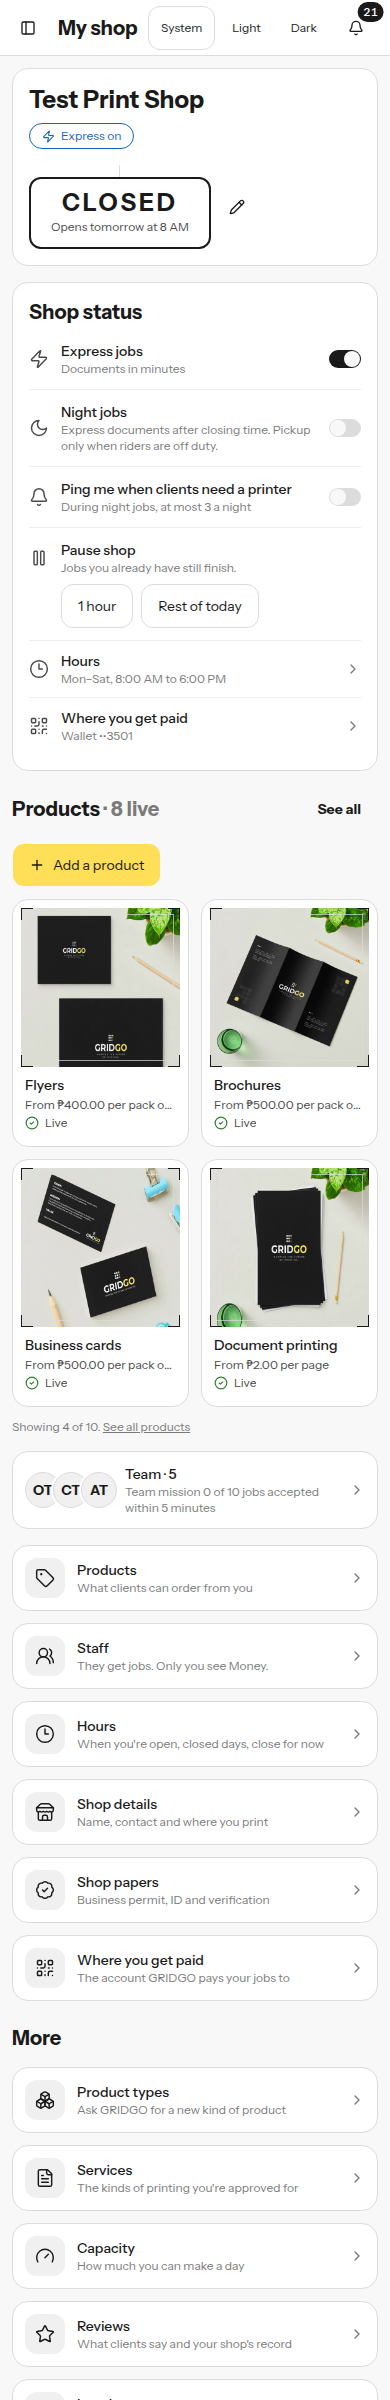 My shop
System
Light
Dark
21
Test Print Shop
Express on
CLOSED
Opens tomorrow at 8 AM
Shop status
Express jobs
Documents in minutes
Night jobs
Express documents after closing time. Pickup
only when riders are off duty.
Ping me when clients need a printer
During night jobs, at most 3 a night
Pause shop
Jobs you already have still finish.
1 hour
Rest of today
Hours
Mon–Sat, 8:00 AM to 6:00 PM
Where you get paid
Wallet ··3501
Products · 8 live
See all
Add a product
GRIDGO
GRIDGO
Flyers
From ₱400.00 per pack o...
Live
GRIDGO
Brochures
From ₱500.00 per pack o...
Live
GRIDGO
GRIDGO
Business cards
From ₱500.00 per pack o...
Live
GRIDGO
Document printing
From ₱2.00 per page
Live
Showing 4 of 10. See all products
OT
CT
AT
Team · 5
Team mission 0 of 10 jobs accepted
within 5 minutes
Products
What clients can order from you
Staff
They get jobs. Only you see Money.
Hours
When you're open, closed days, close for now
Shop details
Name, contact and where you print
Shop papers
Business permit, ID and verification
Where you get paid
The account GRIDGO pays your jobs to
More
Product types
Ask GRIDGO for a new kind of product
Services
The kinds of printing you're approved for
Capacity
How much you can make a day
Reviews
What clients say and your shop's record